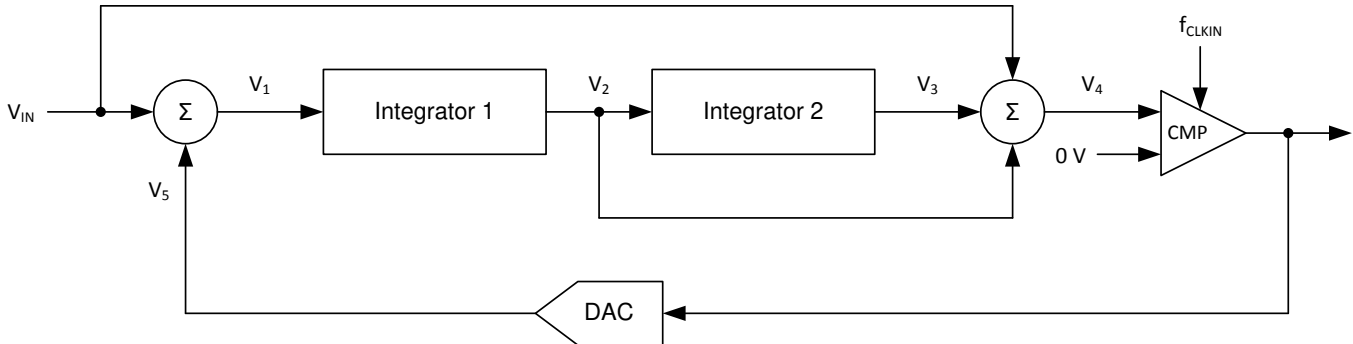 f_CLKIN
V_IN
Σ
V_1
Integrator 1
V_2
Integrator 2
V_3
Σ
V_4
CMP
0 V
V_5
DAC